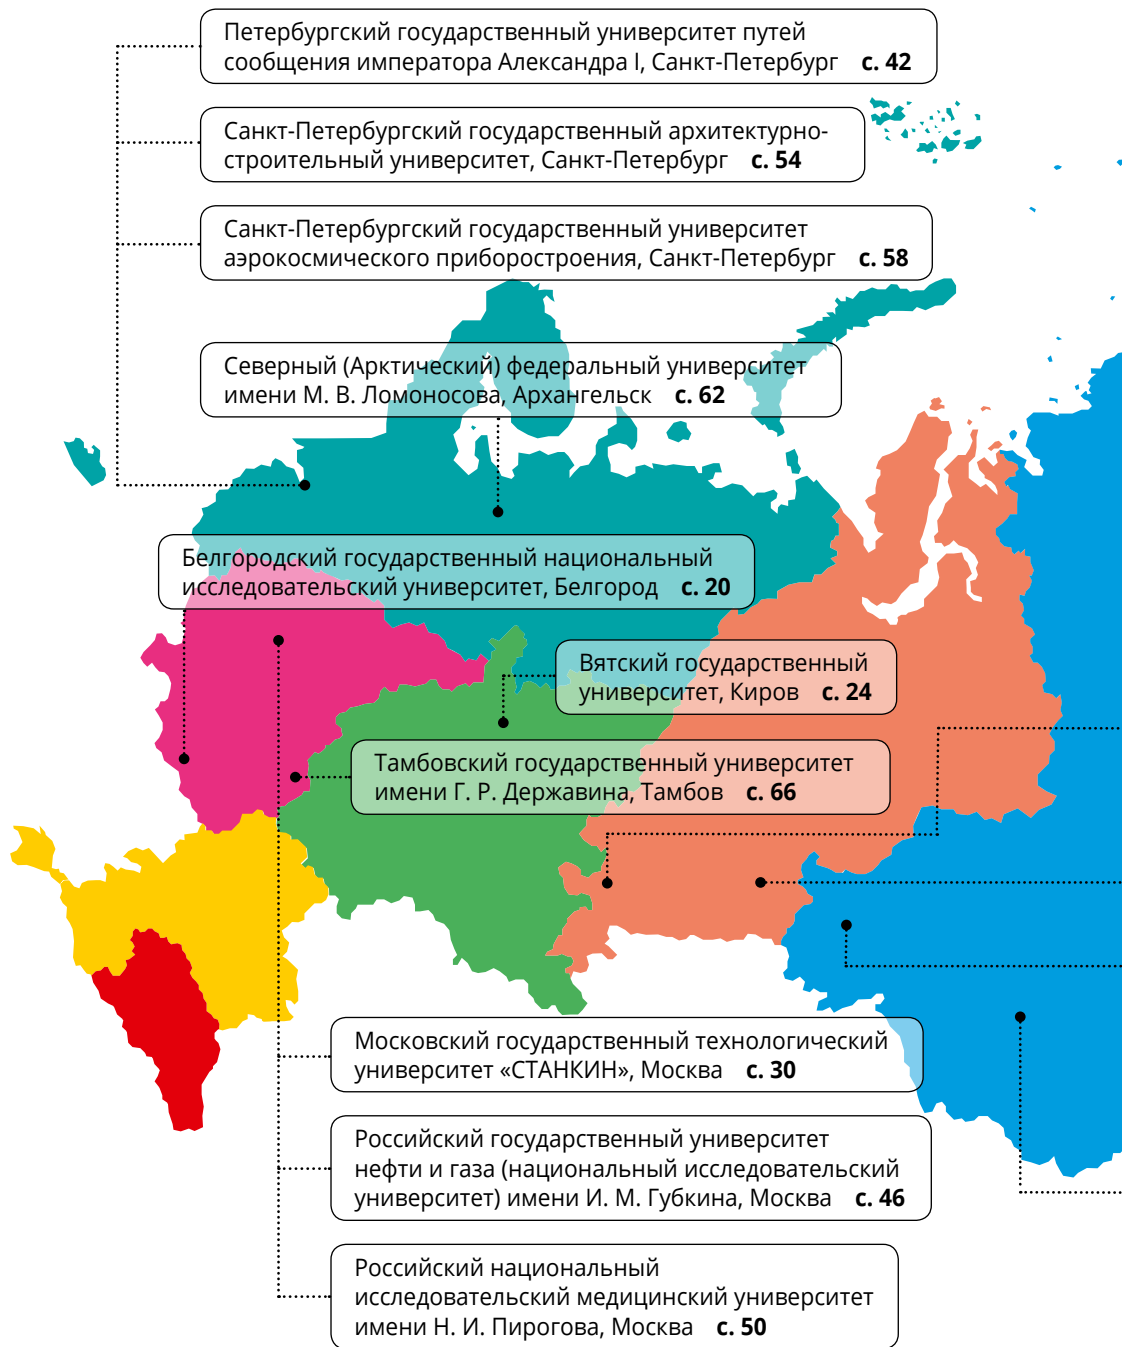 Петербургский государственный университет путей
сообщения императора Александра I, Санкт-Петербург с. 42
Санкт-Петербургский государственный архитектурно-
строительный университет, Санкт-Петербург с. 54
Санкт-Петербургский государственный университет
аэрокосмического приборостроения, Санкт-Петербург с. 58
Северный (Арктический) федеральный университет
имени М. В. Ломоносова, Архангельск с. 62
Белгородский государственный национальный
исследовательский университет, Белгород с. 20
Вятский государственный
университет, Киров с. 24
Тамбовский государственный университет
имени Г. Р. Державина, Тамбов с. 66
Московский государственный технологический
университет «СТАНКИН», Москва с. 30
Российский государственный университет
нефти и газа (национальный исследовательский
университет) имени И. М. Губкина, Москва с. 46
Российский национальный
исследовательский медицинский университет
имени Н. И. Пирогова, Москва с. 50